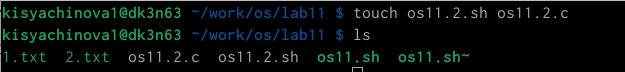 kisyachinova1@dk3n63 ~/work/os/lab11 $ touch os11.2.sh os11.2.c
kisyachinova1@dk3n63 ~/work/os/lab11 $ ls
1.txt  2.txt  os11.2.c  os11.2.sh  os11.sh  os11.sh~